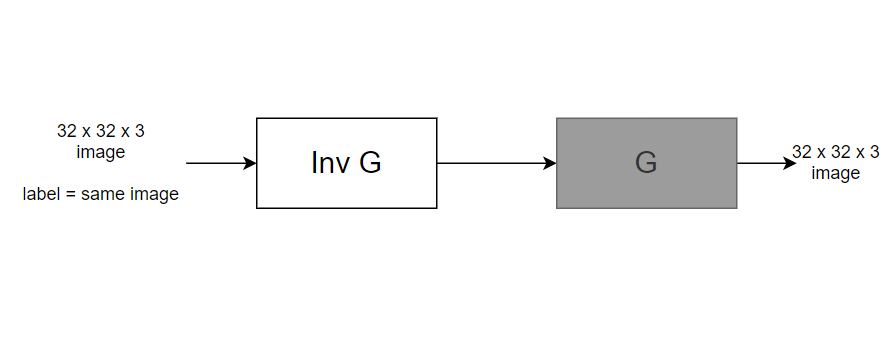 32 x 32 x 3
image
label = same image
Inv G
G
32 x 32 x 3
image